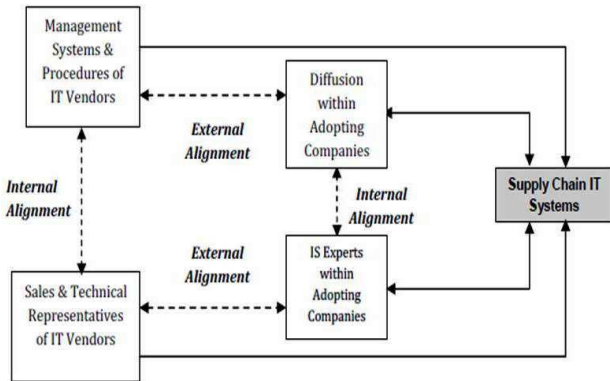 Management
Systems &
Procedures of
IT Vendors
Diffusion
within
Adopting
Companies
External
Alignment
Internal
Alignment
Internal
Alignment
Supply Chain IT
Systems
External
Alignment
IS Experts
within
Adopting
Companies
Sales & Technical
Representatives
of IT Vendors